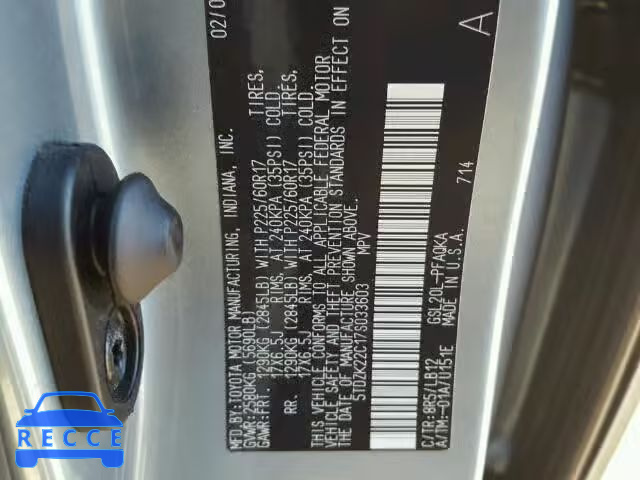 MFD.BY:TOYOTA MOTOR MANUFACTURING, INDIANA, INC. 02/0
GVWR:2580KG(5690LB)
GAWR:FRT. 1290KG (2845LB) WITH P225/60R17 TIRES,
17X6.5J RIMS, AT 240KPA (35PSI) COLD.
RR. 1290KG (2845LB) WITH P225/60R17 TIRES,
17X6.5J RIMS, AT 240KPA (35PSI) COLD.
THIS VEHICLE CONFORMS TO ALL APPLICABLE FEDERAL MOTOR
VEHICLE SAFETY AND THEFT PREVENTION STANDARDS IN EFFECT ON
THE DATE OF MANUFACTURE SHOWN ABOVE.
5TDZK22C17S033603 MPV
A
C/TR:8R5/LB12 GSL20L-PFAQKA 714
A/TM:-01A/U151E MADE IN U.S.A.
AUTOBIDMASTER